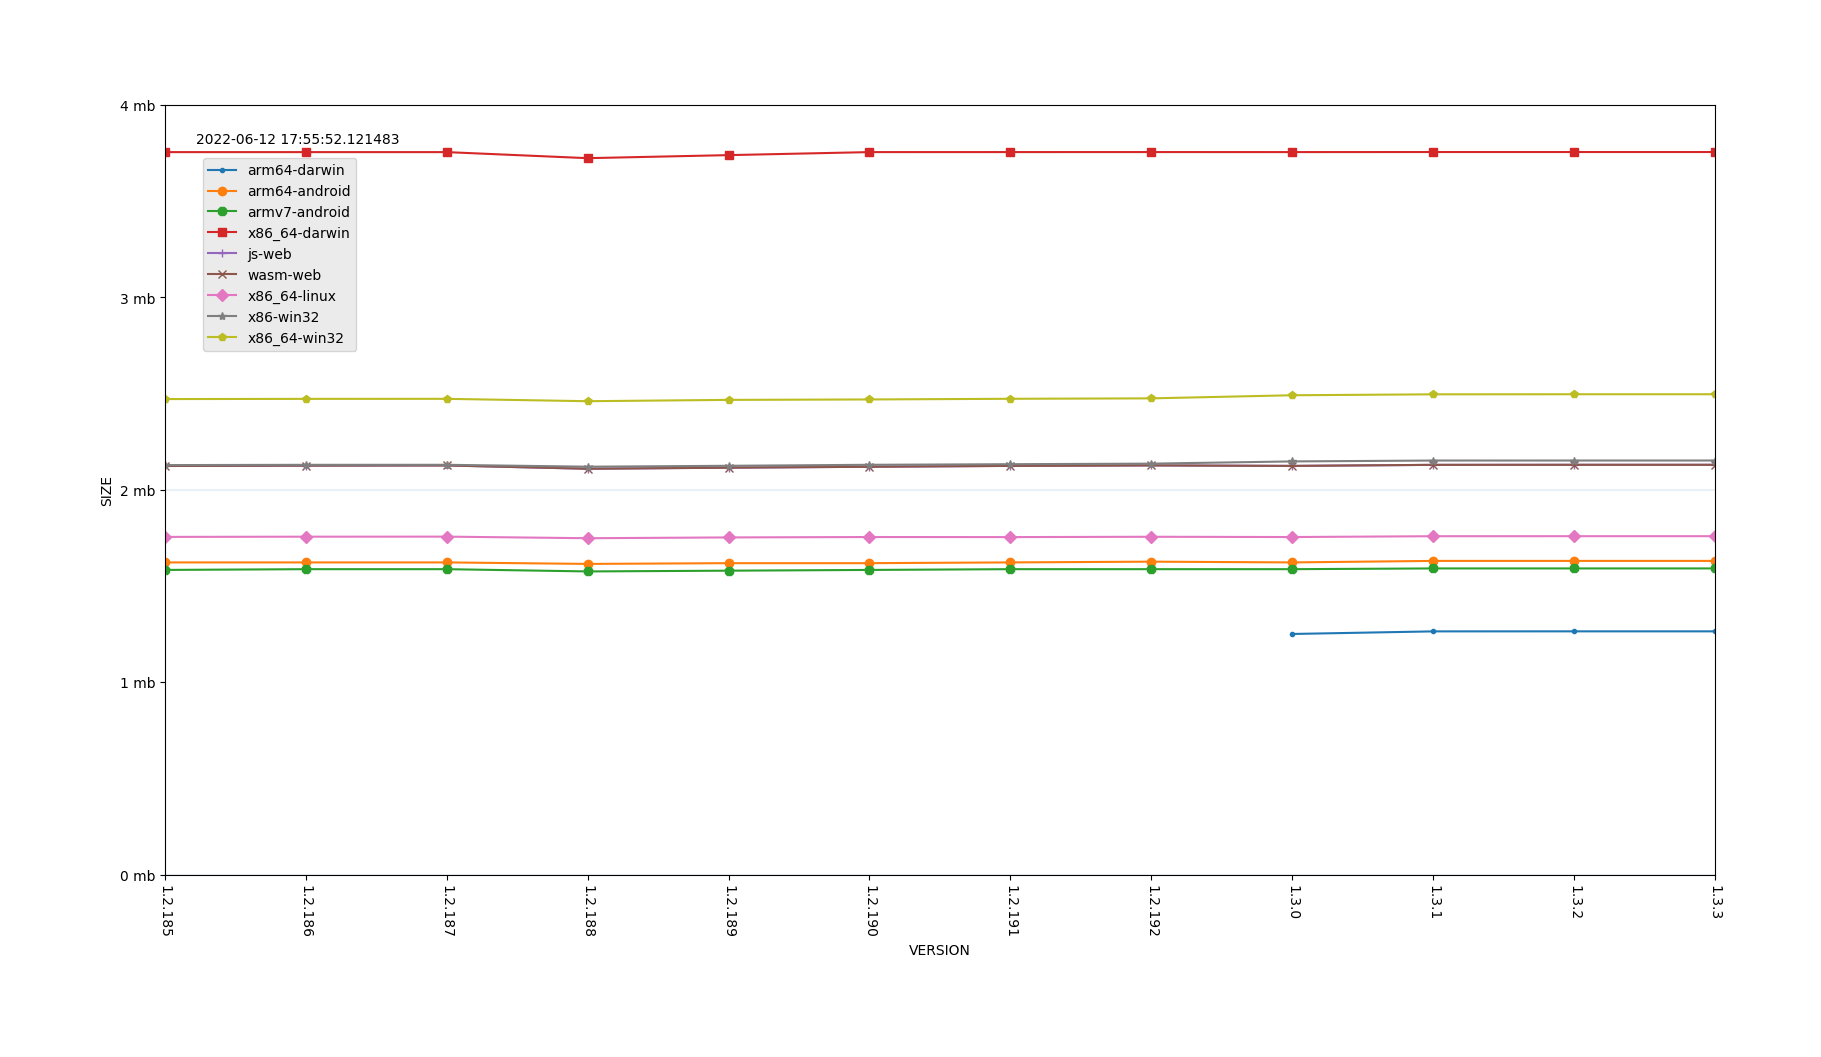 4 mb
2022-06-12 17:55:52.121483
arm64-darwin
arm64-android
armv7-android
x86_64-darwin
js-web
wasm-web
x86_64-linux
x86-win32
x86_64-win32
3 mb
SIZE
2 mb
1 mb
0 mb
1.2.185
1.2.186
1.2.187
1.2.188
1.2.189
1.2.190
1.2.191
1.2.192
1.3.0
1.3.1
1.3.2
1.3.3
VERSION